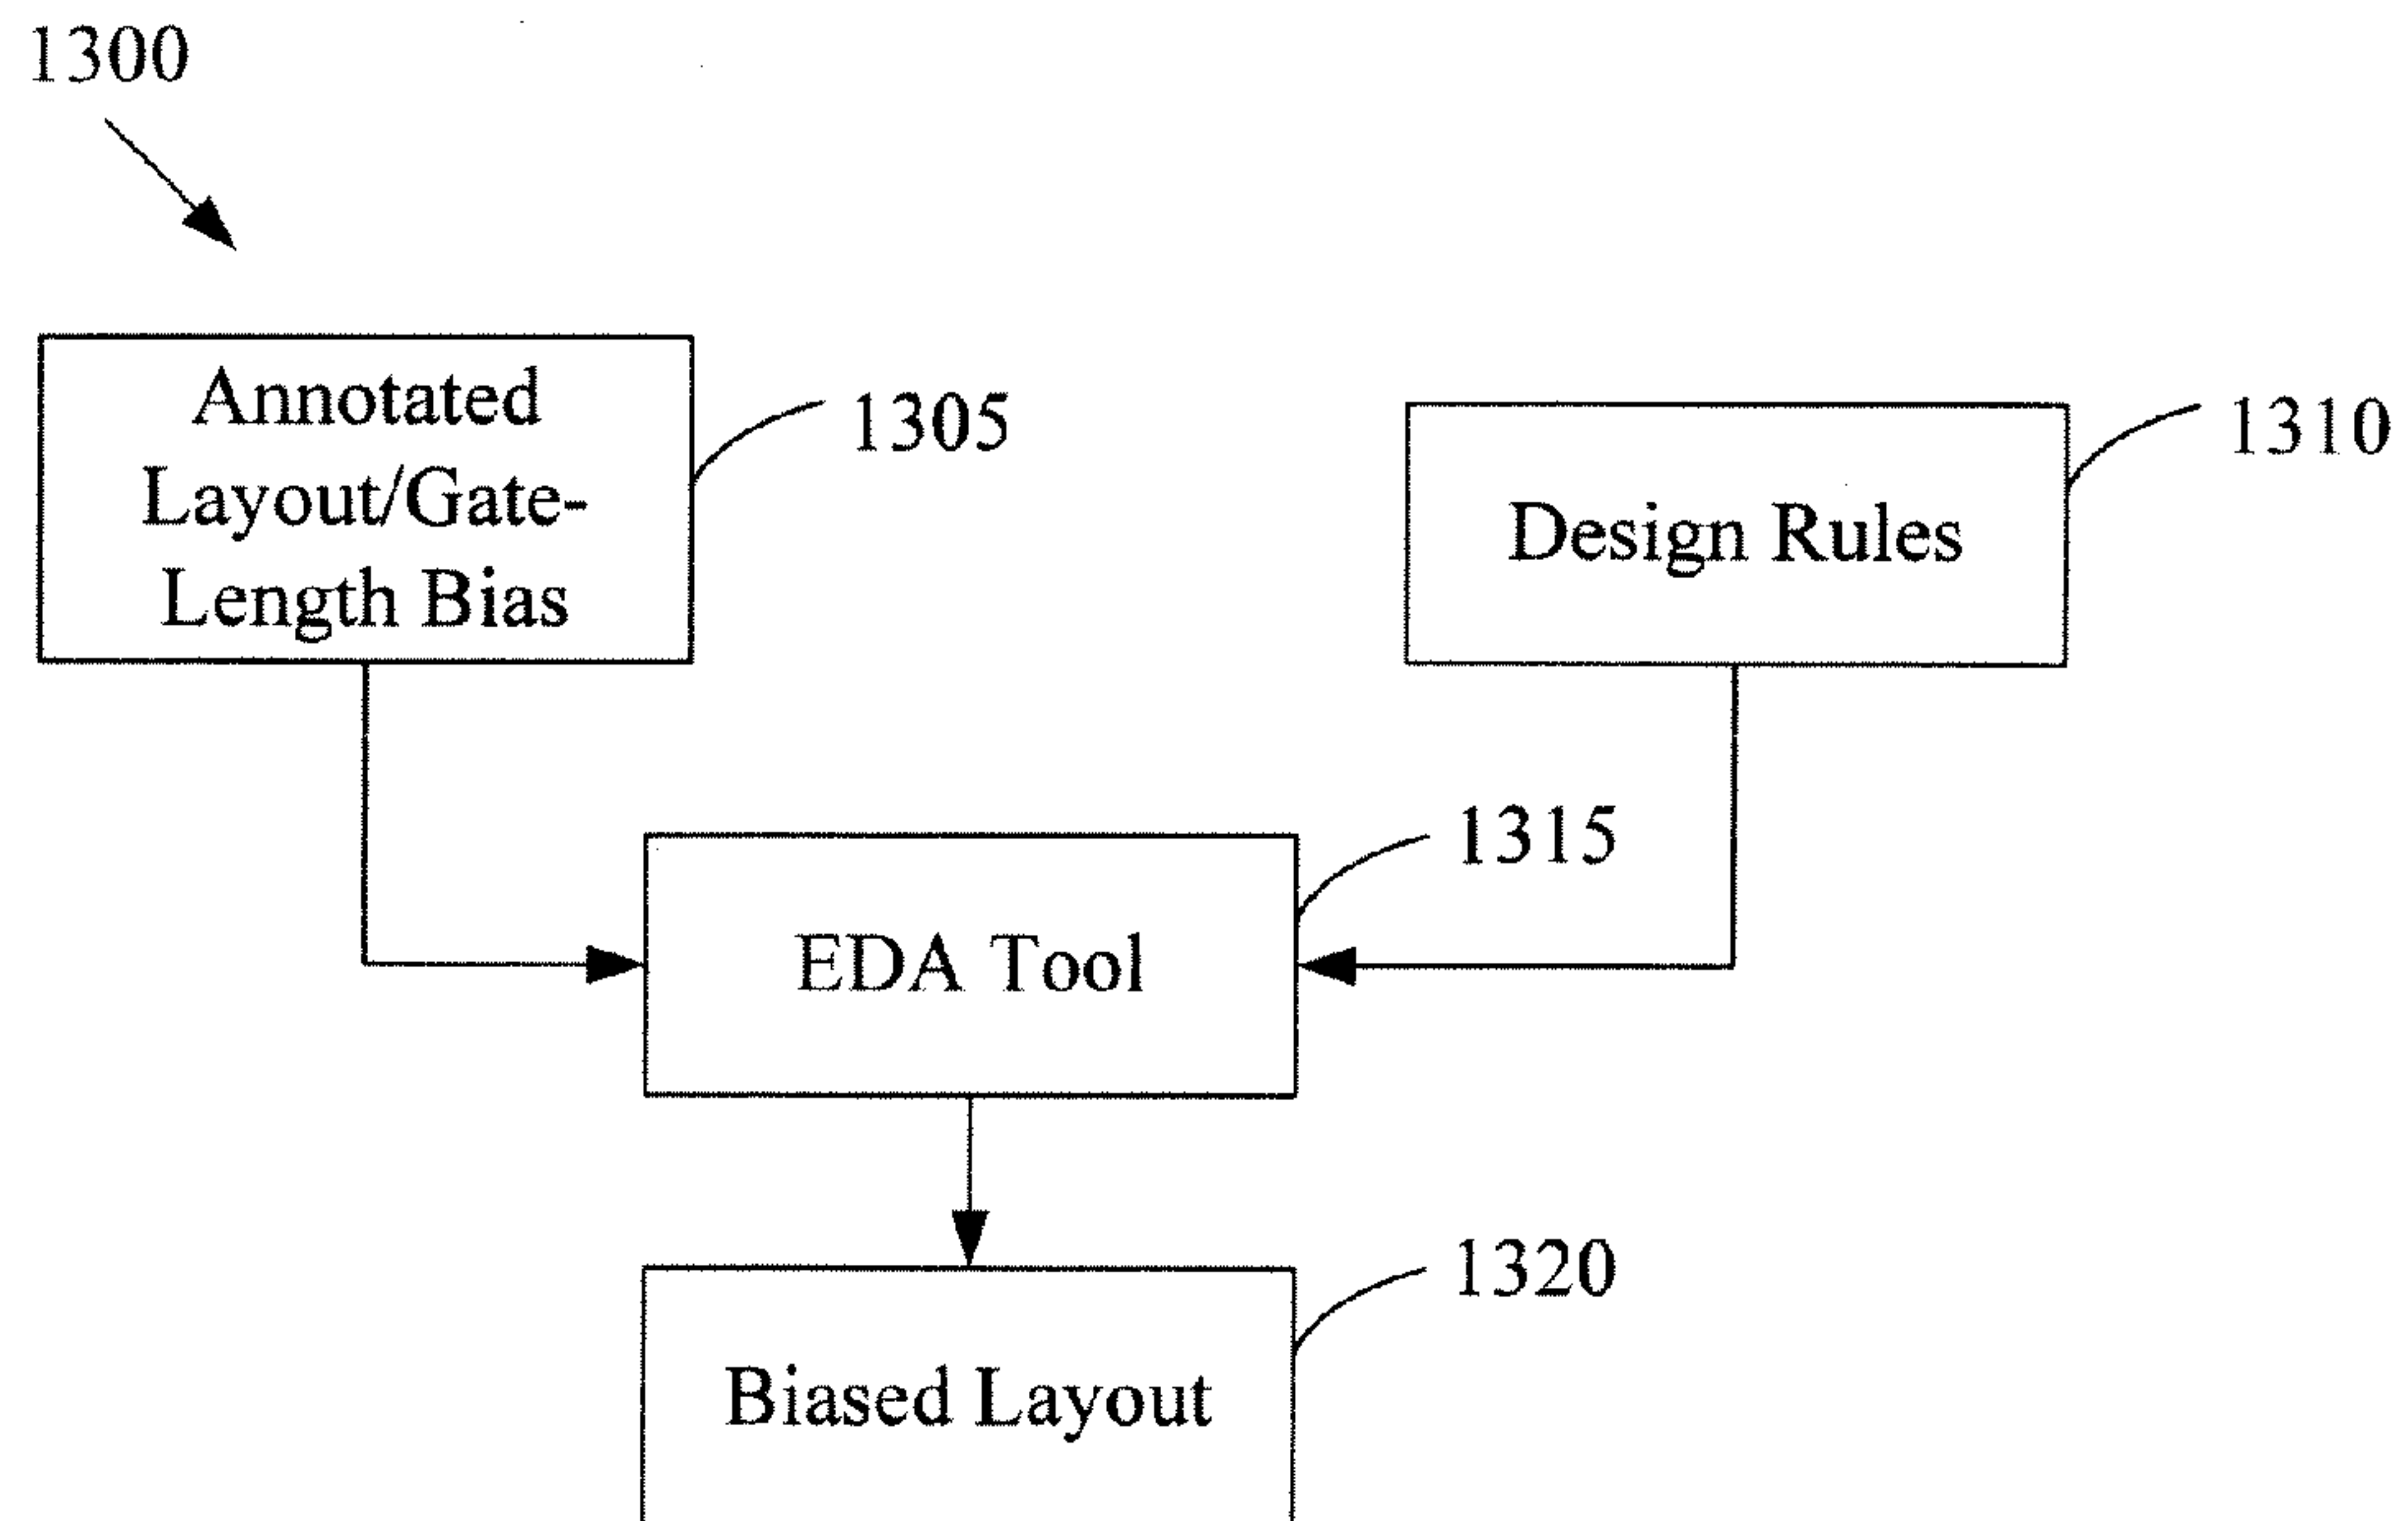 1300
Annotated
Layout/Gate-
Length Bias
1305
Design Rules
1310
EDA Tool
1315
Biased Layout
1320